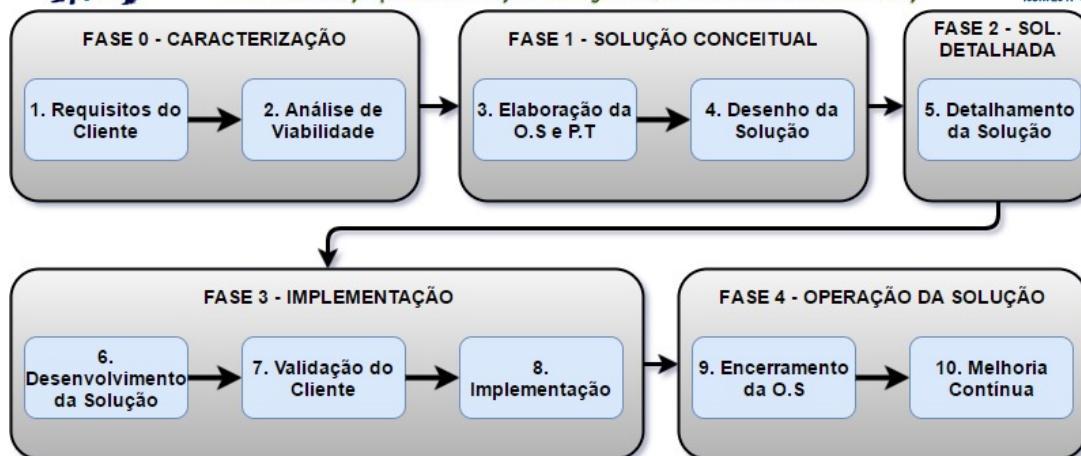 FASE 0 - CARACTERIZAÇÃO
1. Requisitos do
Cliente
2. Análise de
Viabilidade
FASE 1 - SOLUÇÃO CONCEITUAL
3. Elaboração da
O.S e P.T
4. Desenho da
Solução
FASE 2 - SOL.
DETALHADA
5. Detalhamento
da Solução
FASE 3 - IMPLEMENTAÇÃO
6.
Desenvolvimento
da Solução
7. Validação do
Cliente
8.
Implementação
FASE 4 - OPERAÇÃO DA SOLUÇÃO
9. Encerramento
da O.S
10. Melhoria
Contínua